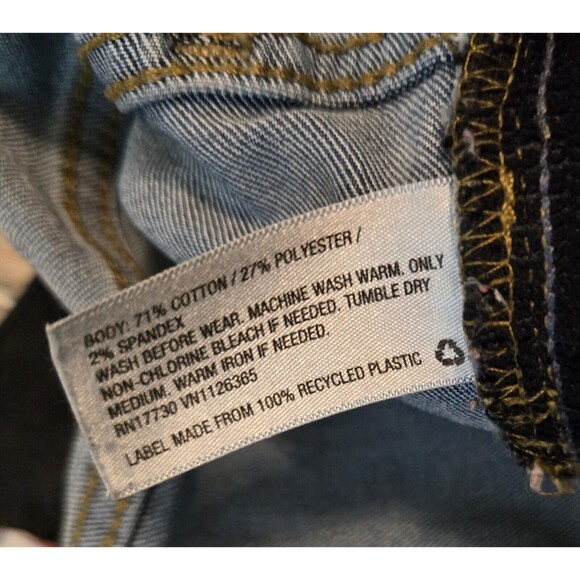 BODY: 71% COTTON / 27% POLYESTER /
2% SPANDEX
WASH BEFORE WEAR. MACHINE WASH WARM. ONLY
NON-CHLORINE BLEACH IF NEEDED. TUMBLE DRY
MEDIUM. WARM IRON IF NEEDED.
RN17730 VN1126365
LABEL MADE FROM 100% RECYCLED PLASTIC